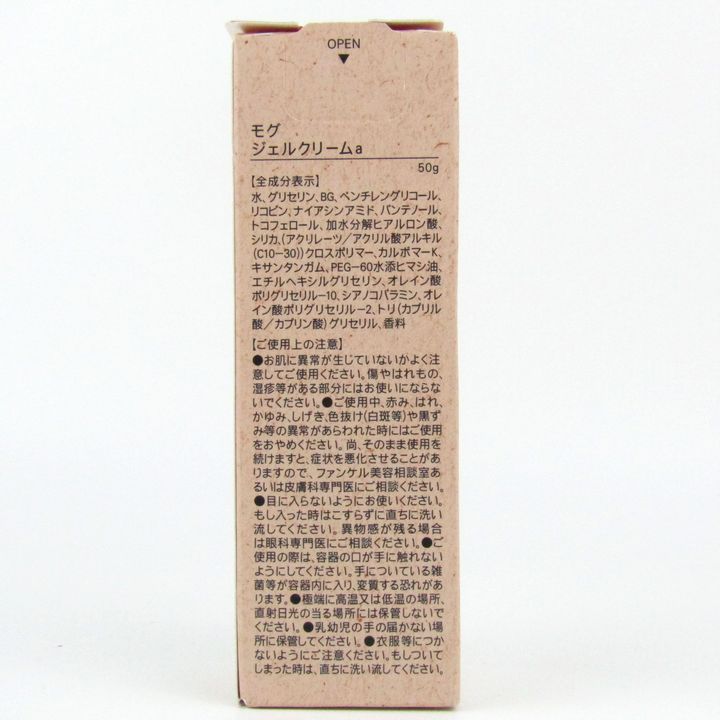 OPEN
▼
モグ
ジェルクリームa
50g
【全成分表示】
水、グリセリン、BG、ペンチレングリコール、
リコピン、ナイアシンアミド、パンテノール、
トコフェロール、加水分解ヒアルロン酸、
シリカ、(アクリレーツ／アクリル酸アルキル
(C10−30))クロスポリマー、カルボマーK、
キサンタンガム、PEG−60水添ヒマシ油、
エチルヘキシルグリセリン、オレイン酸
ポリグリセリル−10、シアノコバラミン、オレ
イン酸ポリグリセリル−2、トリ(カプリル
酸／カプリン酸)グリセリル、香料
【ご使用上の注意】
●お肌に異常が生じていないかよく注
意してご使用ください。傷やはれもの、
湿疹等がある部分にはお使いにならな
いでください。●ご使用中、赤み、はれ、
かゆみ、しげき、色抜け(白斑等)や黒ず
み等の異常があらわれた時にはご使用
をおやめください。尚、そのまま使用を
続けますと、症状を悪化させることがあ
りますので、ファンケル美容相談室あ
るいは皮膚科専門医にご相談ください。
●目に入らないようにお使いください。
もし入った時はこすらずに直ちに洗い
流してください。異物感が残る場合
は眼科専門医にご相談ください。●ご
使用の際は、容器の口が手に触れない
ようにしてください。手についている雑
菌等が容器内に入り、変質する恐れがあ
ります。●極端に高温又は低温の場所、
直射日光の当る場所には保管しないで
ください。●乳幼児の手の届かない場
所に保管してください。●衣服等につか
ないようにご注意ください。もしついて
しまった時は、直ちに洗い流してください。